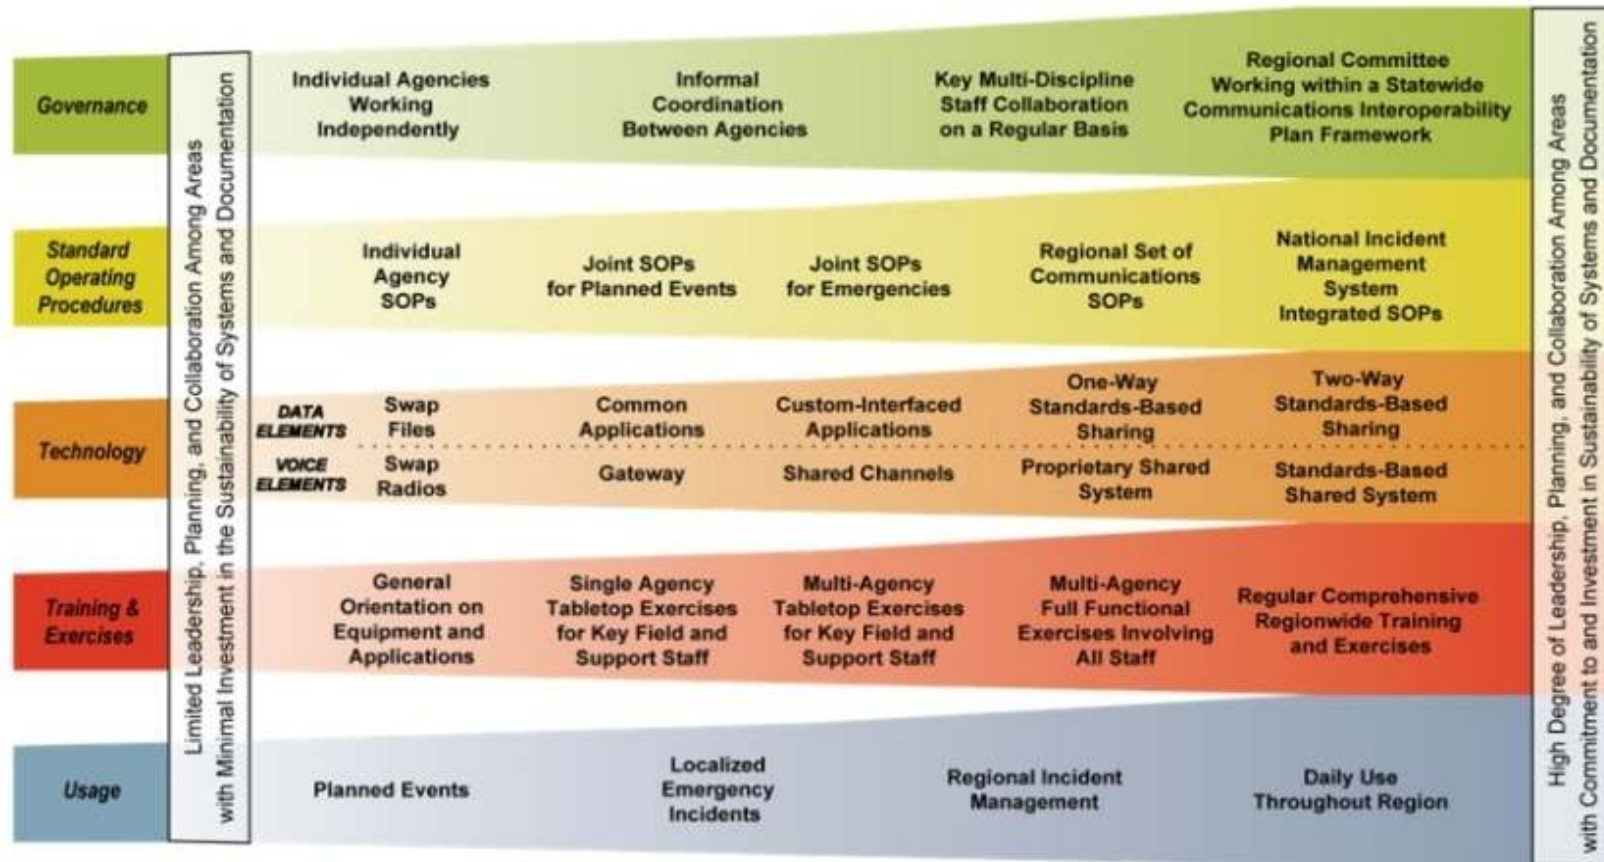 Governance
Individual Agencies
Working
Independently
Informal
Coordination
Between Agencies
Key Multi-Discipline
Staff Collaboration
on a Regular Basis
Regional Committee
Working within a Statewide
Communications Interoperability
Plan Framework
Standard
Operating
Procedures
Individual
Agency
SOPs
Joint SOPs
for Planned Events
Joint SOPs
for Emergencies
Regional Set of
Communications
SOPs
National Incident
Management
System
Integrated SOPs
Technology
DATA
ELEMENTS
Swap
Files
Common
Applications
Custom-Interfaced
Applications
One-Way
Standards-Based
Sharing
Two-Way
Standards-Based
Sharing
VOICE
ELEMENTS
Swap
Radios
Gateway
Shared Channels
Proprietary Shared
System
Standards-Based
Shared System
Training &
Exercises
General
Orientation on
Equipment and
Applications
Single Agency
Tabletop Exercises
for Key Field and
Support Staff
Multi-Agency
Tabletop Exercises
for Key Field and
Support Staff
Multi-Agency
Full Functional
Exercises Involving
All Staff
Regular Comprehensive
Regionwide Training
and Exercises
Usage
Planned Events
Localized
Emergency
Incidents
Regional Incident
Management
Daily Use
Throughout Region
Limited Leadership, Planning, and Collaboration Among Areas
with Minimal Investment in the Sustainability of Systems and Documentation
High Degree of Leadership, Planning, and Collaboration Among Areas
with Commitment to and Investment in Sustainability of Systems and Documentation